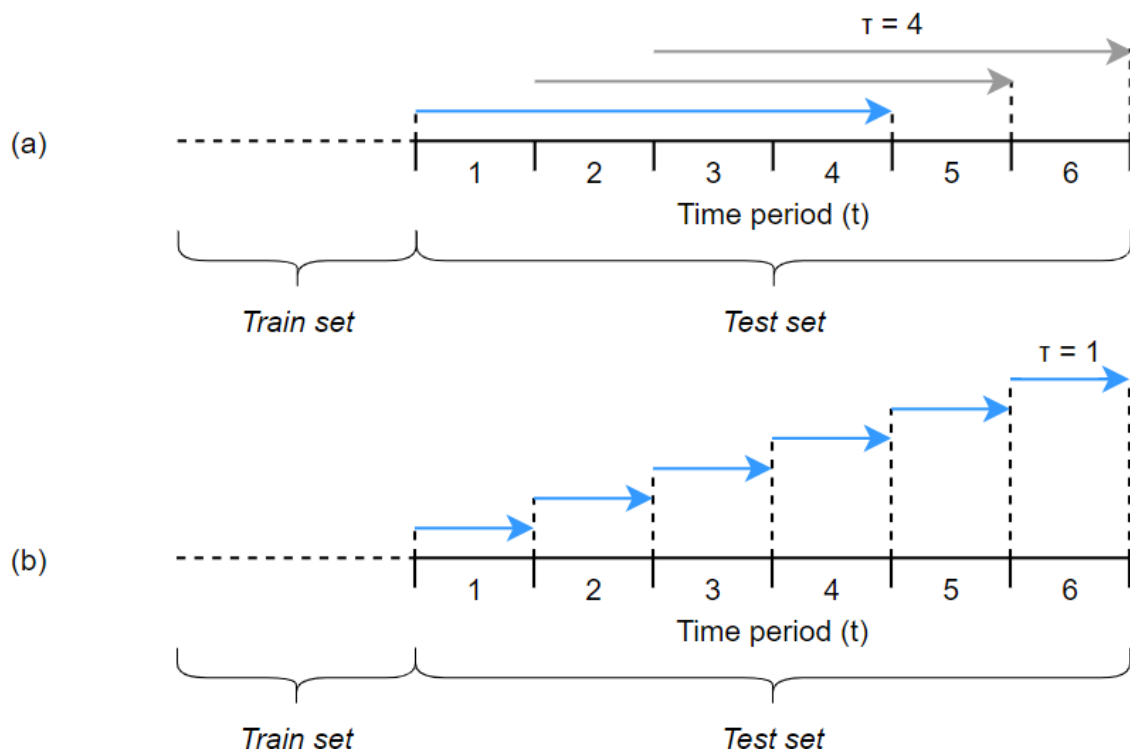 τ = 4
(a)
1 2 3 4 5 6
Time period (t)
Train set Test set
τ = 1
(b)
1 2 3 4 5 6
Time period (t)
Train set Test set